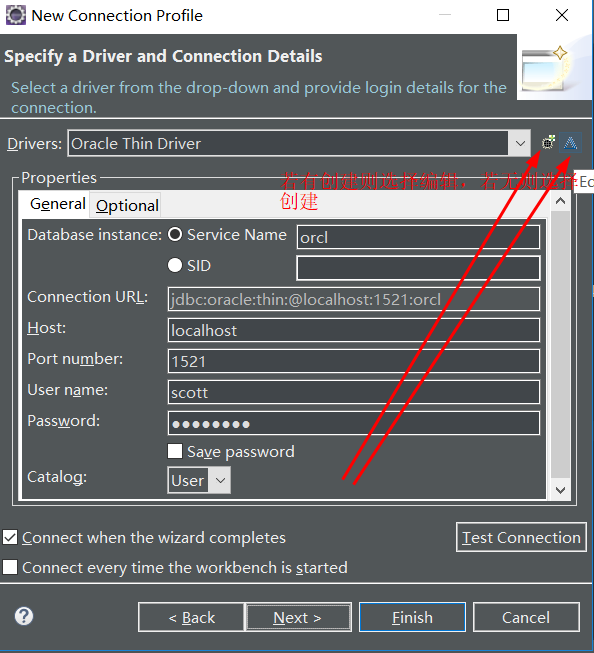 New Connection Profile
Specify a Driver and Connection Details
Select a driver from the drop-down and provide login details for the
connection.
Drivers: Oracle Thin Driver
Properties
若有创建则选择编辑，若无则选择
创建
General Optional
Database instance: Service Name orcl
SID
Connection URL: jdbc:oracle:thin:@localhost:1521:orcl
Host: localhost
Port number: 1521
User name: scott
Password: ●●●●●●●●
Save password
Catalog: User
Connect when the wizard completes
Test Connection
Connect every time the workbench is started
< Back Next > Finish Cancel